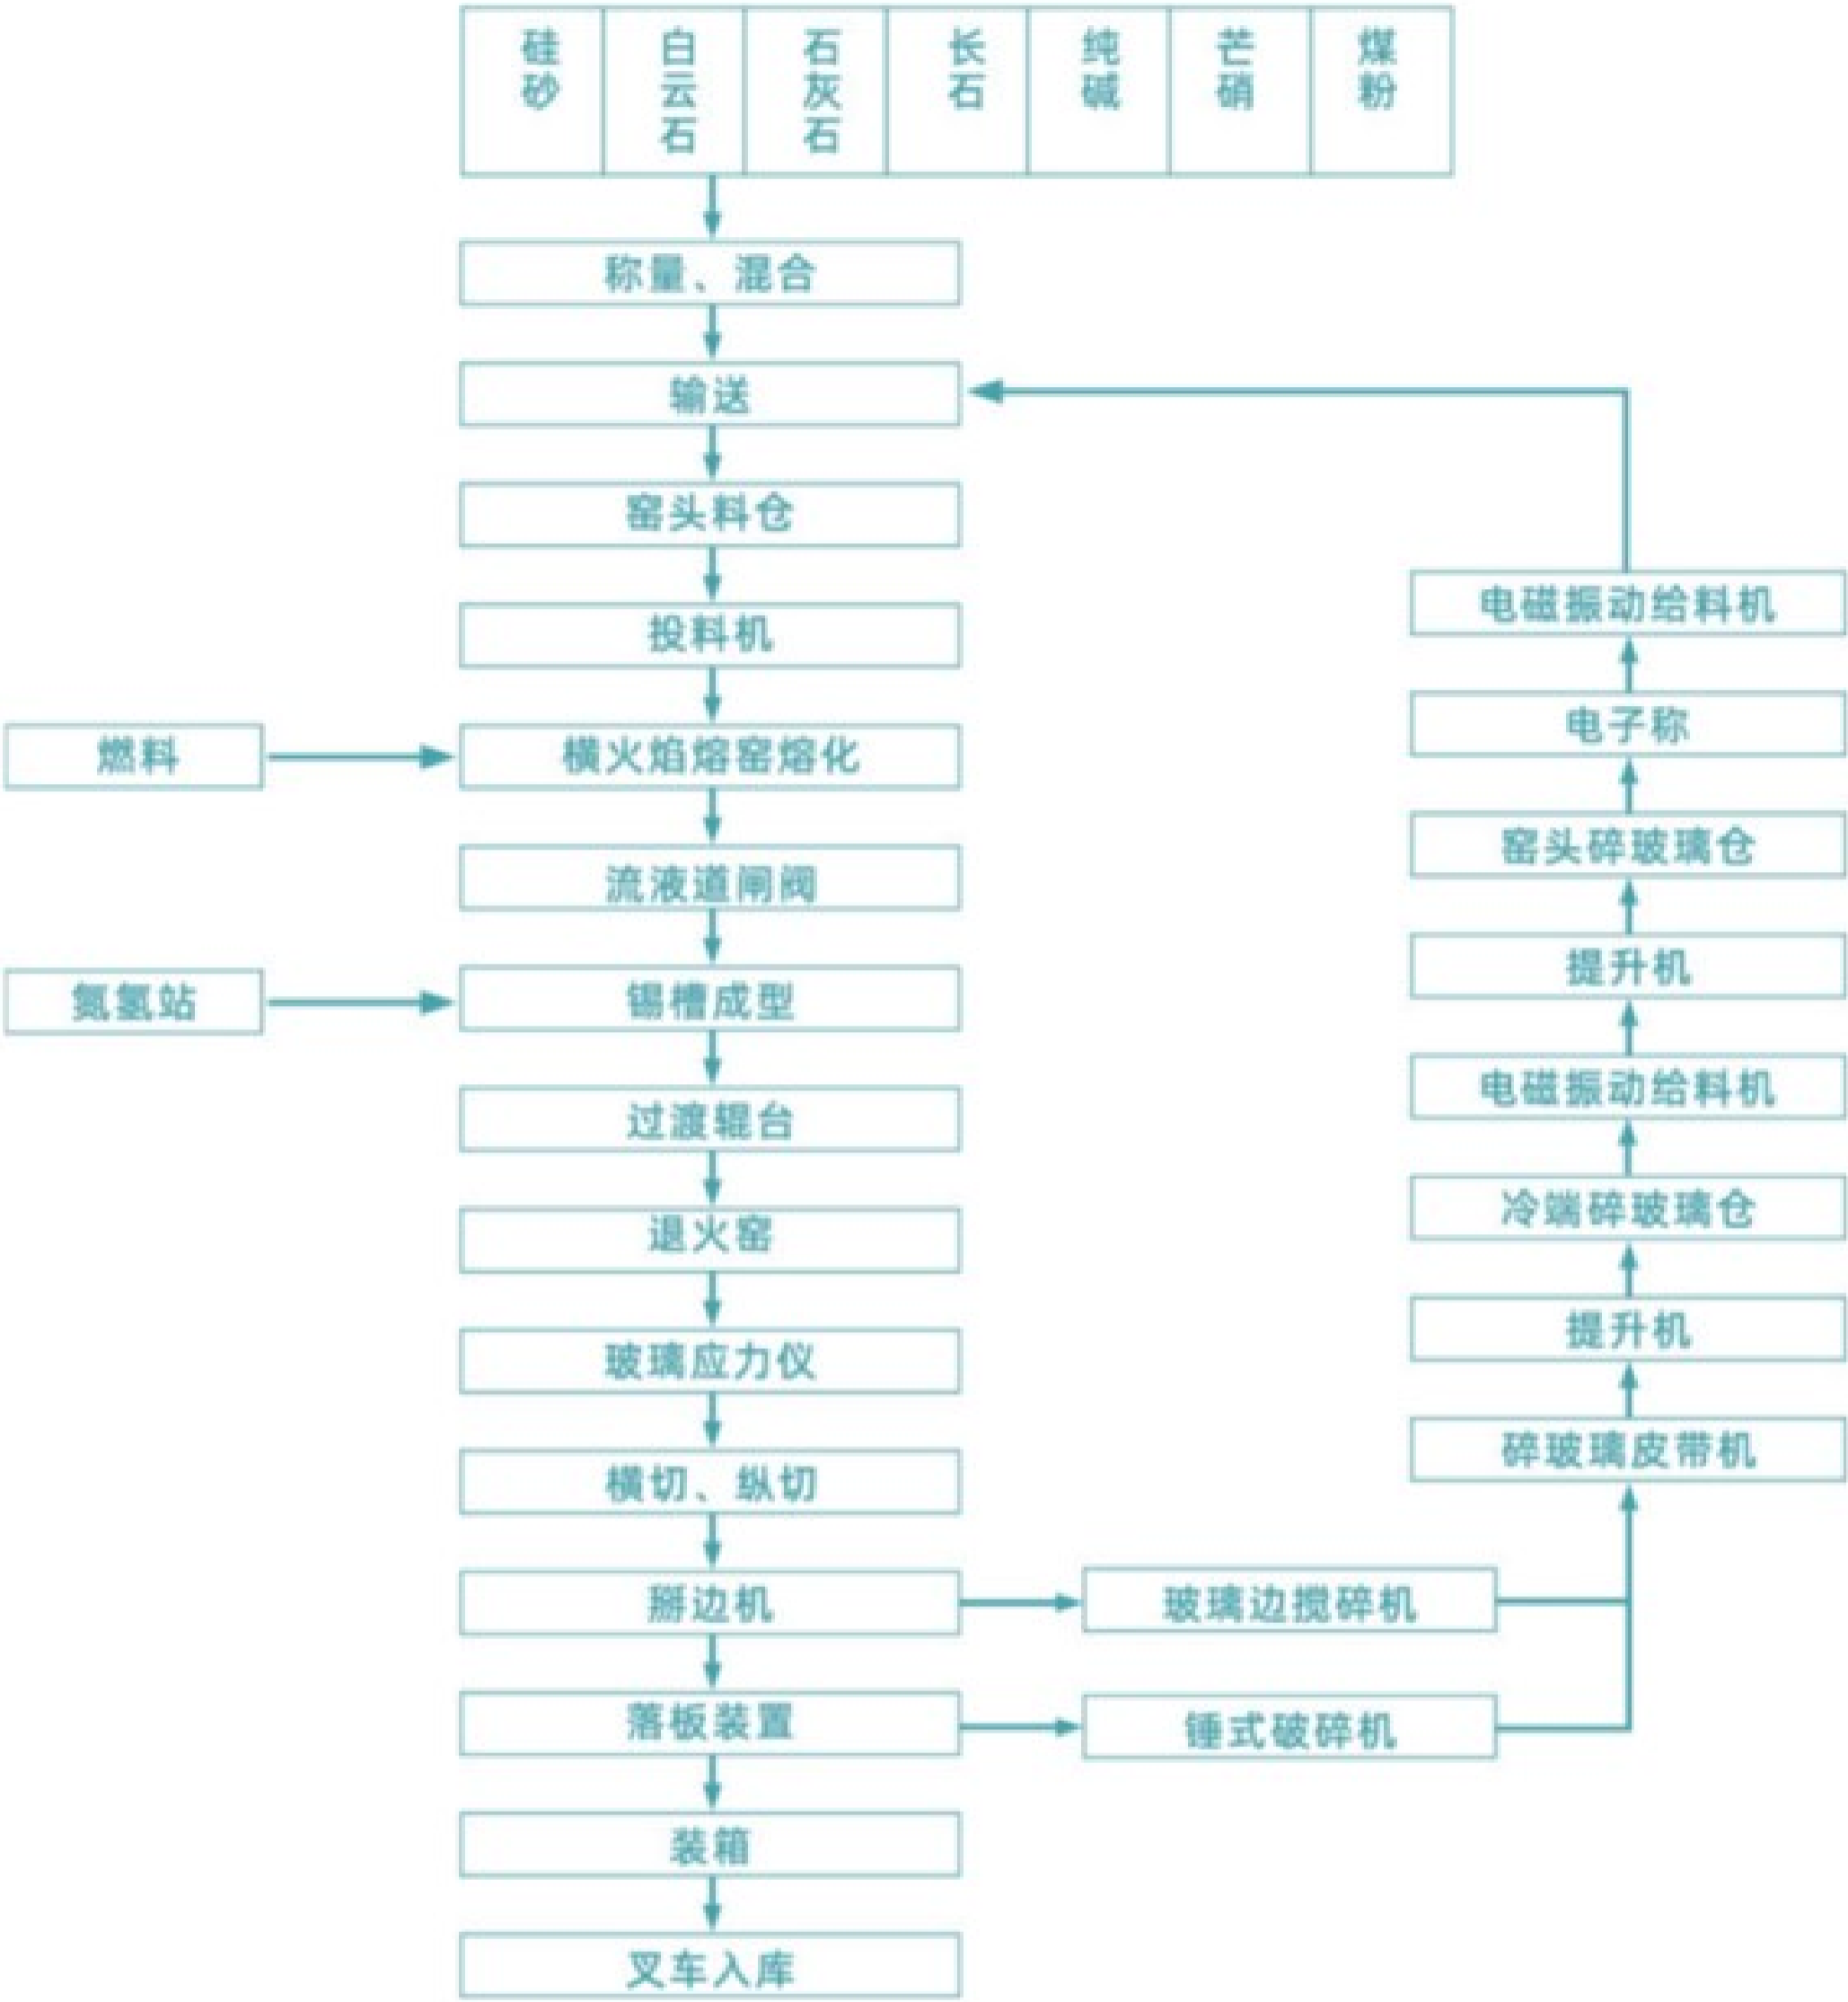 硅砂
白云石
石灰石
长石
纯碱
芒硝
煤粉
称量、混合
输送
窑头料仓
投料机
燃料
横火焰熔窑熔化
流液道闸阀
氮氢站
锡槽成型
过渡辊台
退火窑
玻璃应力仪
横切、纵切
掰边机
玻璃边搅碎机
落板装置
锤式破碎机
装箱
叉车入库
电磁振动给料机
电子称
窑头碎玻璃仓
提升机
电磁振动给料机
冷端碎玻璃仓
提升机
碎玻璃皮带机